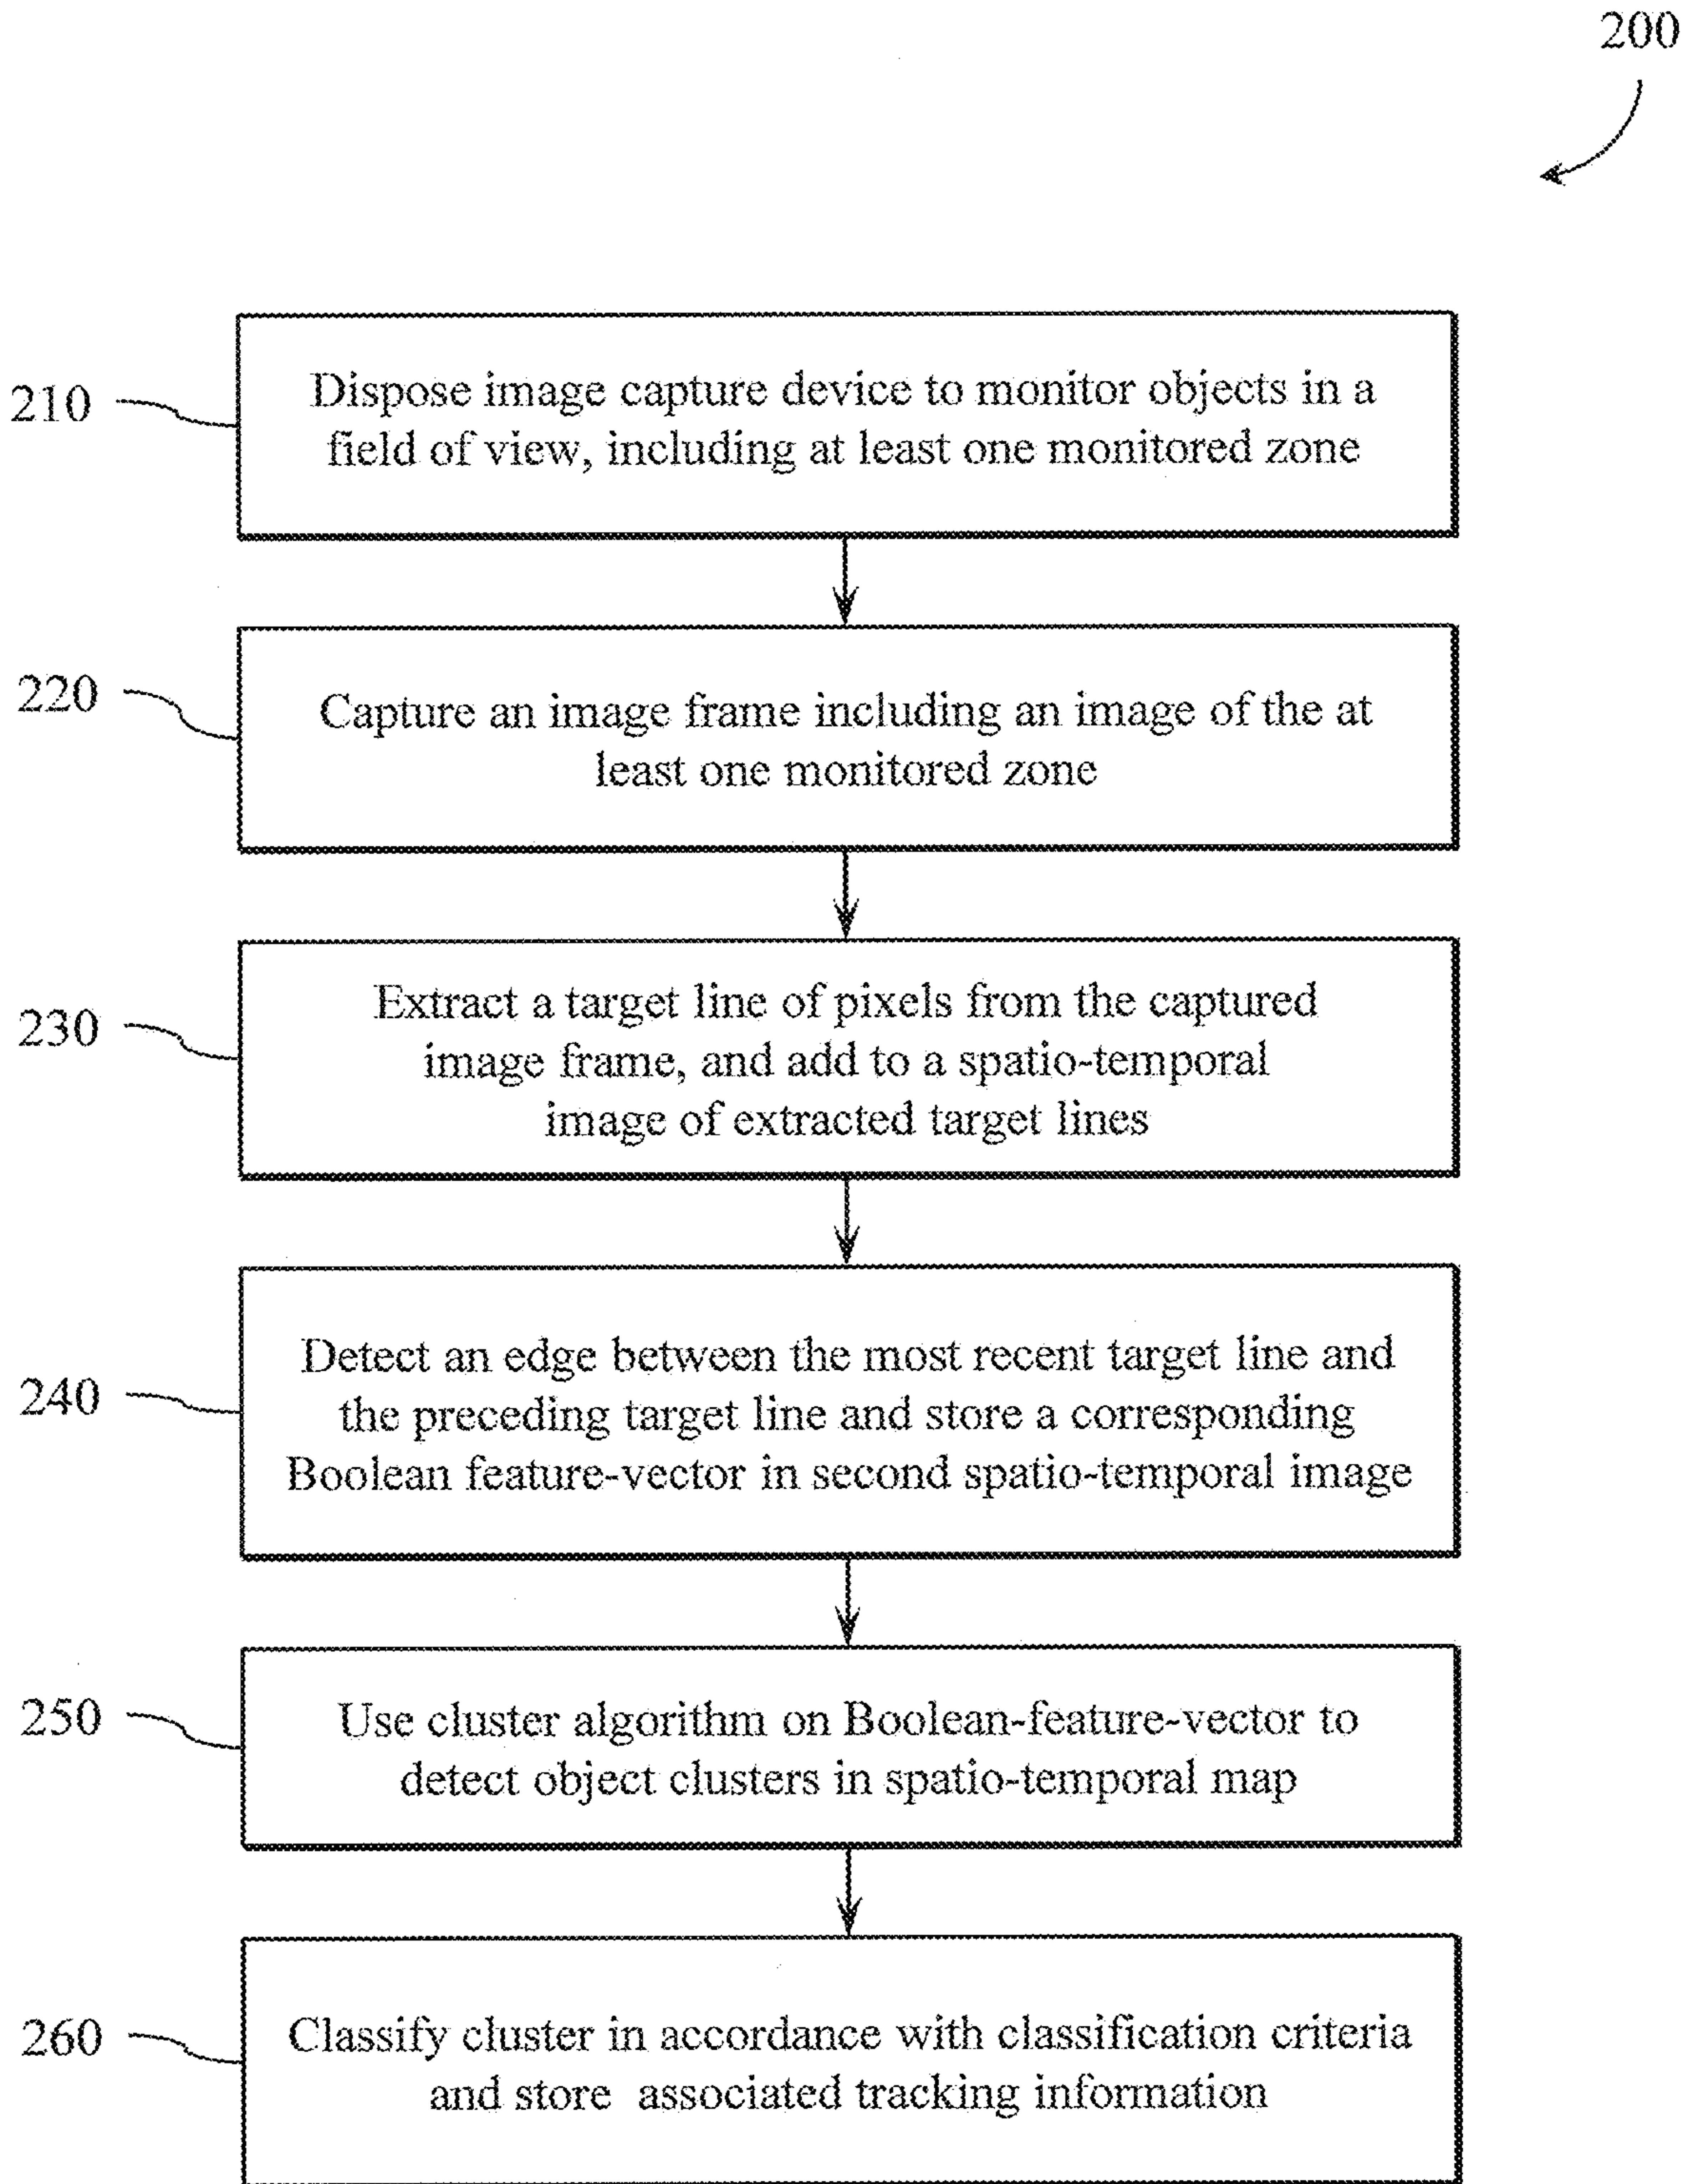 200
210
Dispose image capture device to monitor objects in a
field of view, including at least one monitored zone
220
Capture an image frame including an image of the at
least one monitored zone
230
Extract a target line of pixels from the captured
image frame, and add to a spatio-temporal
image of extracted target lines
240
Detect an edge between the most recent target line and
the preceding target line and store a corresponding
Boolean feature-vector in second spatio-temporal image
250
Use cluster algorithm on Boolean-feature-vector to
detect object clusters in spatio-temporal map
260
Classify cluster in accordance with classification criteria
and store associated tracking information